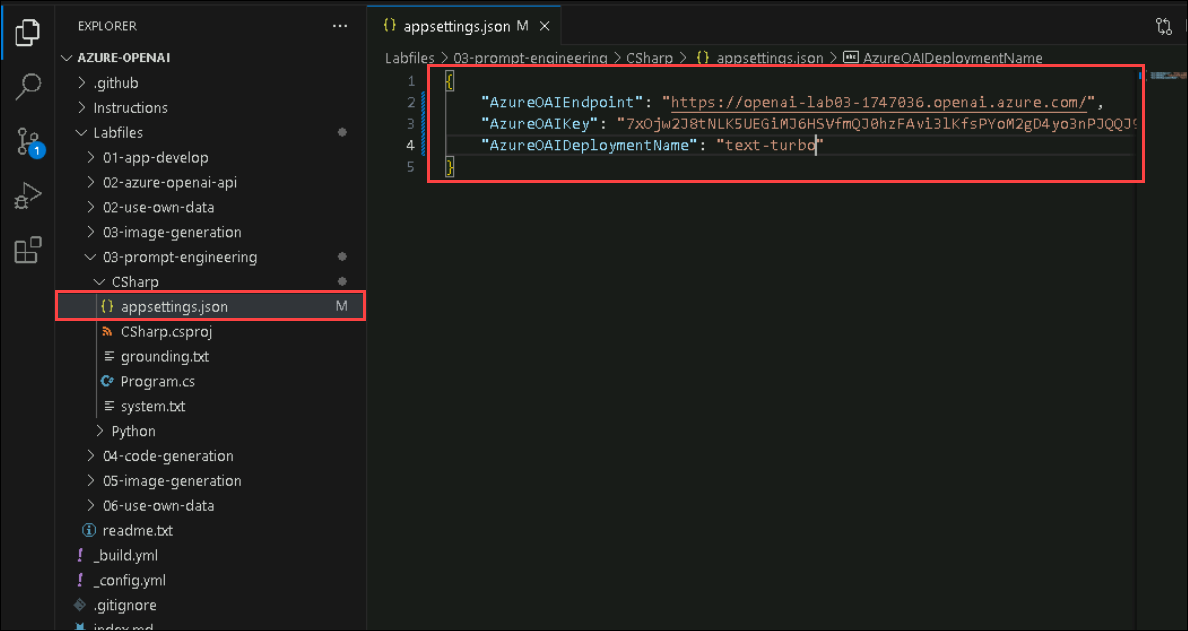 EXPLORER
AZURE-OPENAI
.github
Instructions
Labfiles
01-app-develop
02-azure-openai-api
02-use-own-data
03-image-generation
03-prompt-engineering
CSharp
{} appsettings.json M
CSharp.csproj
grounding.txt
Program.cs
system.txt
Python
04-code-generation
05-image-generation
06-use-own-data
readme.txt
_build.yml
_config.yml
.gitignore
index.md
1
{} appsettings.json M
Labfiles > 03-prompt-engineering > CSharp > {} appsettings.json > abc AzureOAIDeploymentName
1 {
2 "AzureOAIEndpoint": "https://openai-lab03-1747036.openai.azure.com/",
3 "AzureOAIKey":
4 "AzureOAIDeploymentName": "text-turbo"
5 }